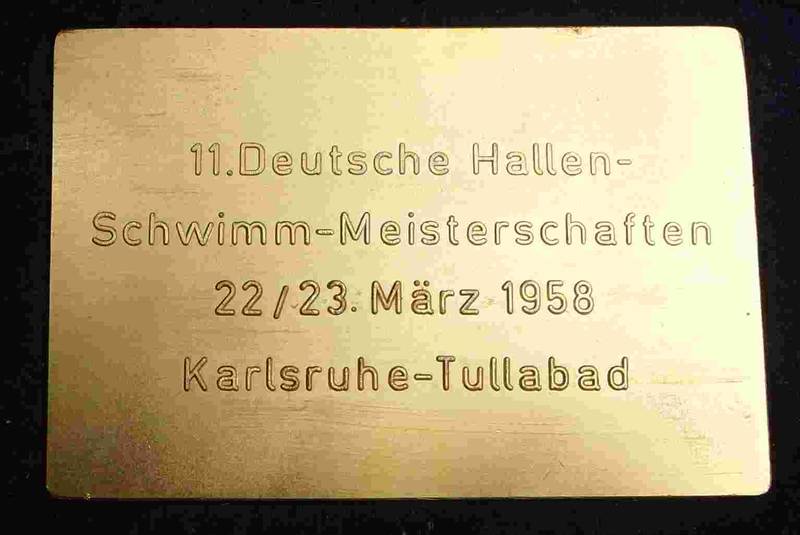 11.Deutsche Hallen-
Schwimm-Meisterschaften
22/23. März 1958
Karlsruhe-Tullabad